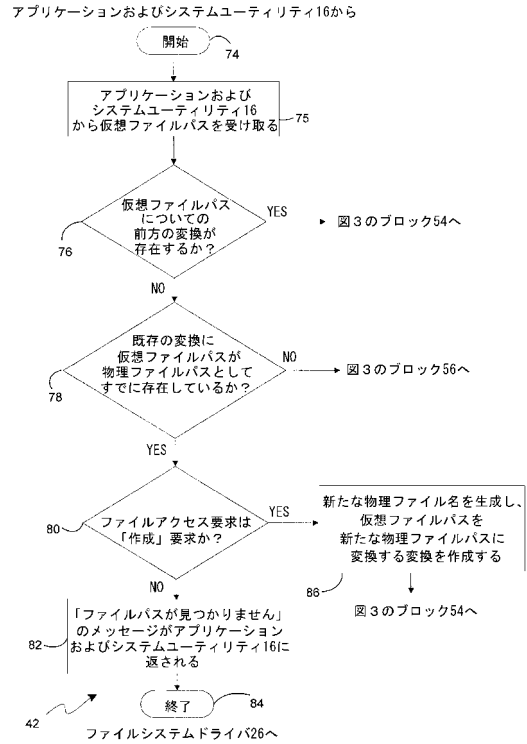 アプリケーションおよびシステムユーティリティ16から
開始
74
アプリケーションおよび
システムユーティリティ16
から仮想ファイルパスを受け取る
75
仮想ファイルパス
についての
前方の変換が
存在するか？
76
YES
図３のブロック54へ
NO
既存の変換に
仮想ファイルパスが
物理ファイルパスとして
すでに存在しているか？
78
NO
図３のブロック56へ
YES
ファイルアクセス要求は
「作成」要求か？
80
YES
新たな物理ファイル名を生成し、
仮想ファイルパスを
新たな物理ファイルパスに
変換する変換を作成する
86
図３のブロック54へ
NO
「ファイルパスが見つかりません」
のメッセージがアプリケーション
およびシステムユーティリティ16に
返される
82
終了
84
42
ファイルシステムドライバ26へ